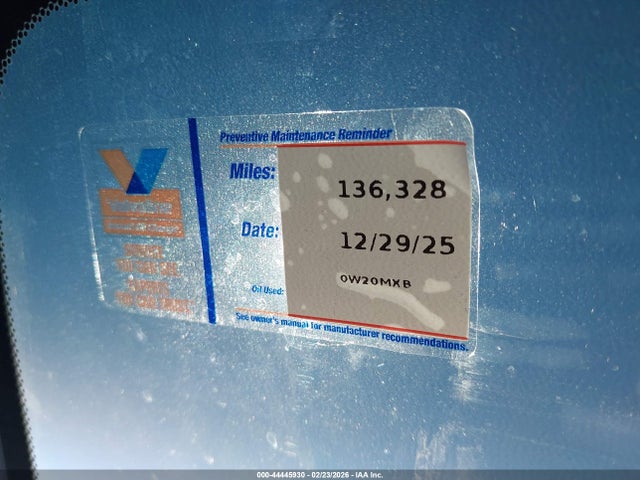 Preventive Maintenance Reminder
Miles: 136,328
Date: 12/29/25
Oil Used: 0W20MXB
See owner's manual for manufacturer recommendations.
000-44445930 - 02/23/2026 - IAA Inc.